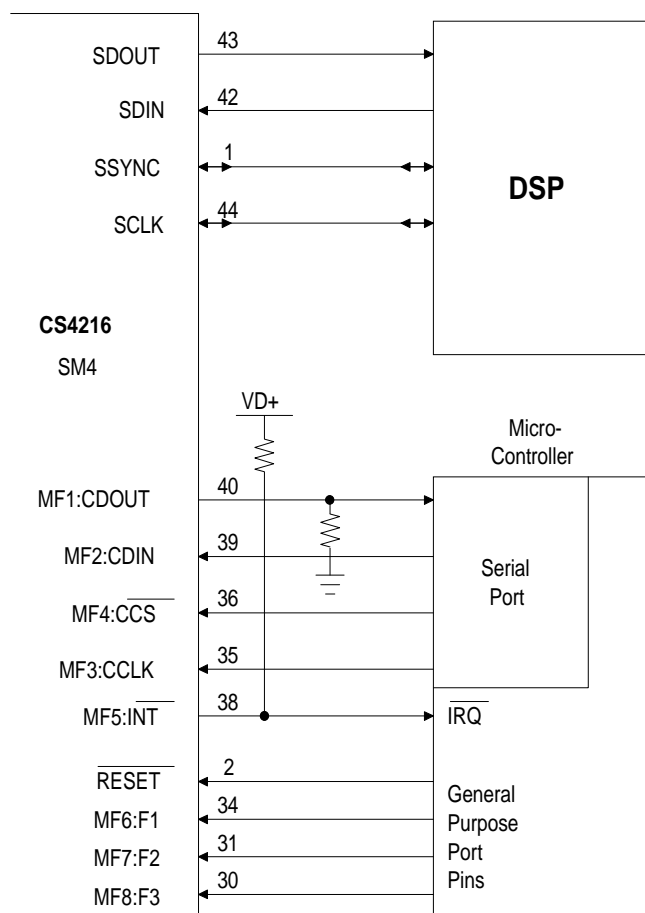 SDOUT 43
SDIN 42
SSYNC 1
SCLK 44
DSP
CS4216
SM4
VD+
Micro-
Controller
MF1:CDOUT 40
MF2:CDIN 39
MF4:CCS 36
MF3:CCLK 35
MF5:INT 38
Serial
Port
IRQ
RESET 2
MF6:F1 34
MF7:F2 31
MF8:F3 30
General
Purpose
Port
Pins